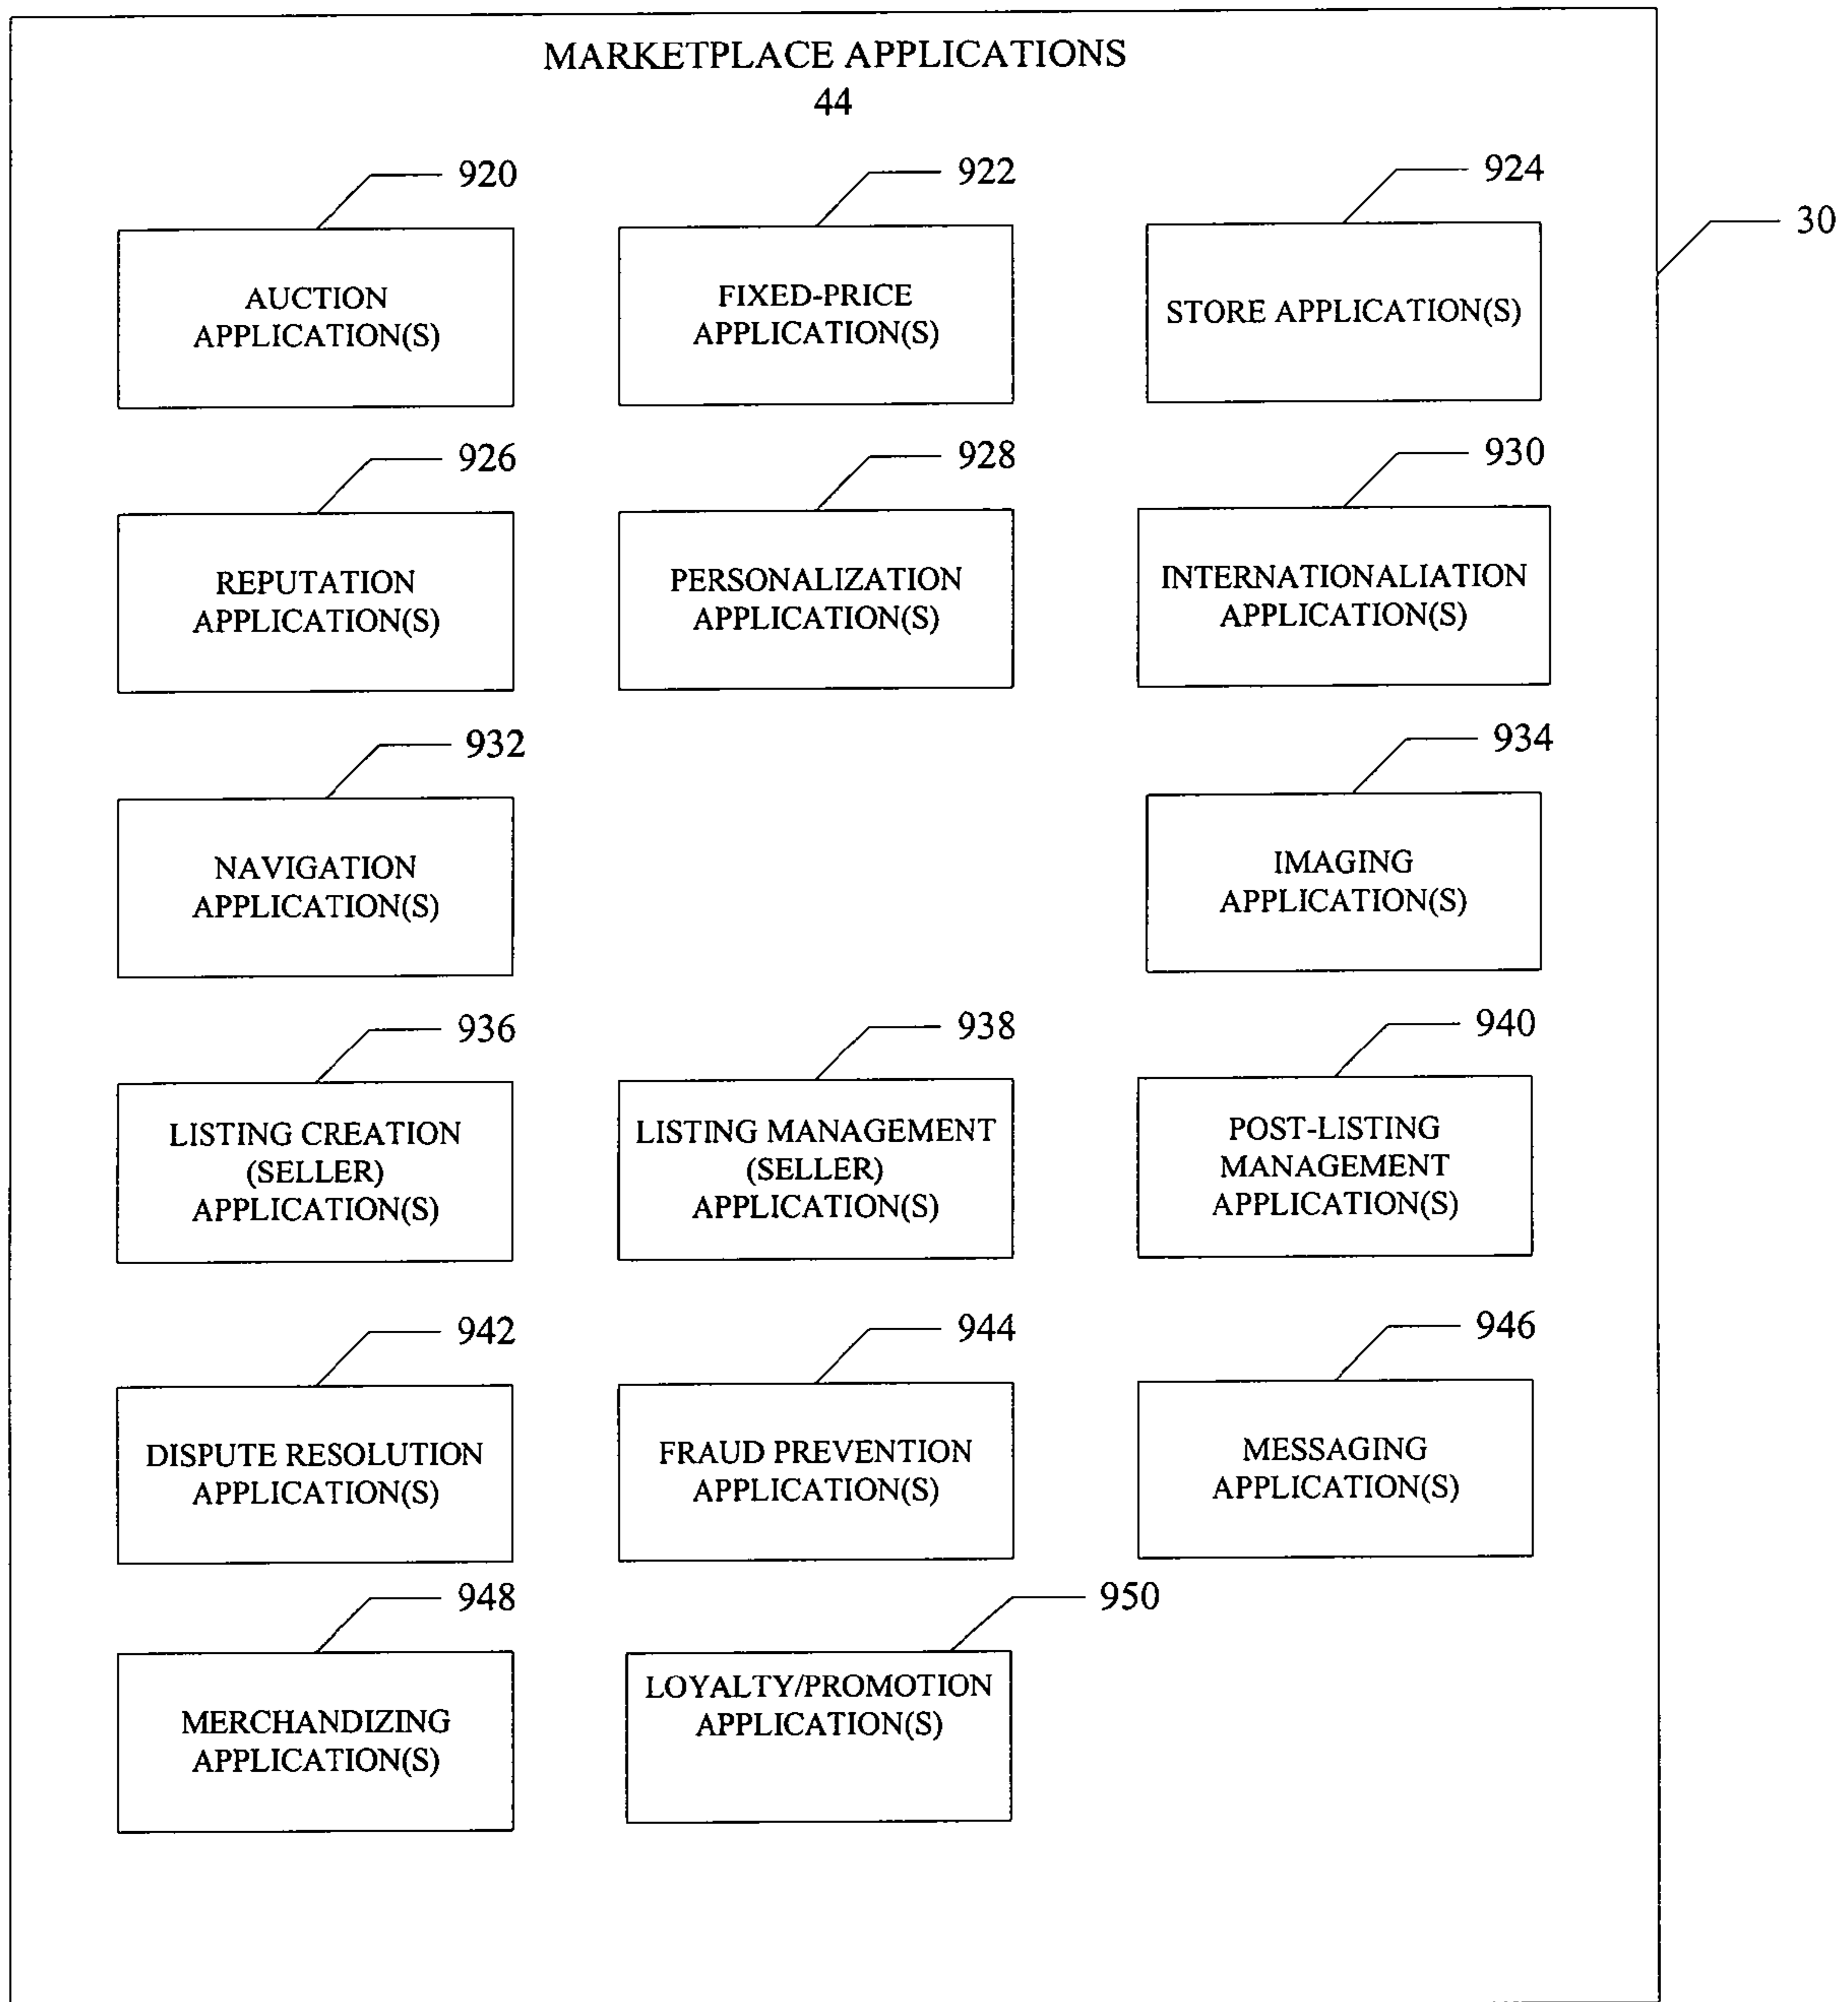 MARKETPLACE APPLICATIONS
44
30
920
AUCTION
APPLICATION(S)
922
FIXED-PRICE
APPLICATION(S)
924
STORE APPLICATION(S)
926
REPUTATION
APPLICATION(S)
928
PERSONALIZATION
APPLICATION(S)
930
INTERNATIONALIATION
APPLICATION(S)
932
NAVIGATION
APPLICATION(S)
934
IMAGING
APPLICATION(S)
936
LISTING CREATION
(SELLER)
APPLICATION(S)
938
LISTING MANAGEMENT
(SELLER)
APPLICATION(S)
940
POST-LISTING
MANAGEMENT
APPLICATION(S)
942
DISPUTE RESOLUTION
APPLICATION(S)
944
FRAUD PREVENTION
APPLICATION(S)
946
MESSAGING
APPLICATION(S)
948
MERCHANDIZING
APPLICATION(S)
950
LOYALTY/PROMOTION
APPLICATION(S)